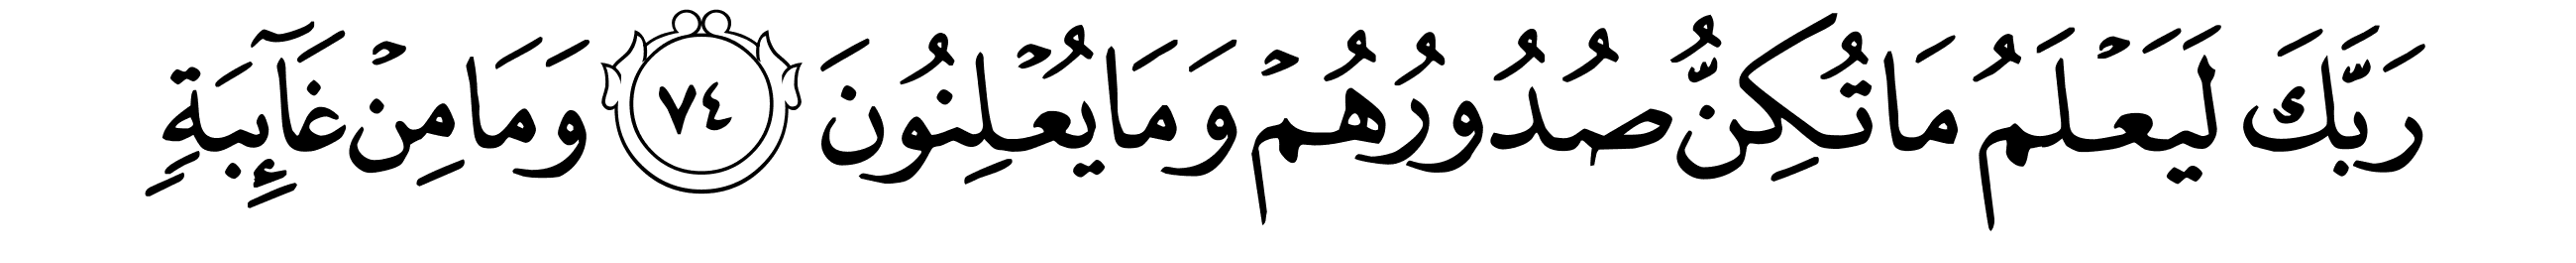 رَبَّكَ لَيَعْلَمُ مَا تُكِنُّ صُدُورُهُمْ وَمَا يُعْلِنُونَ ٧٤ وَمَا مِنْ غَآئِبَةٍ